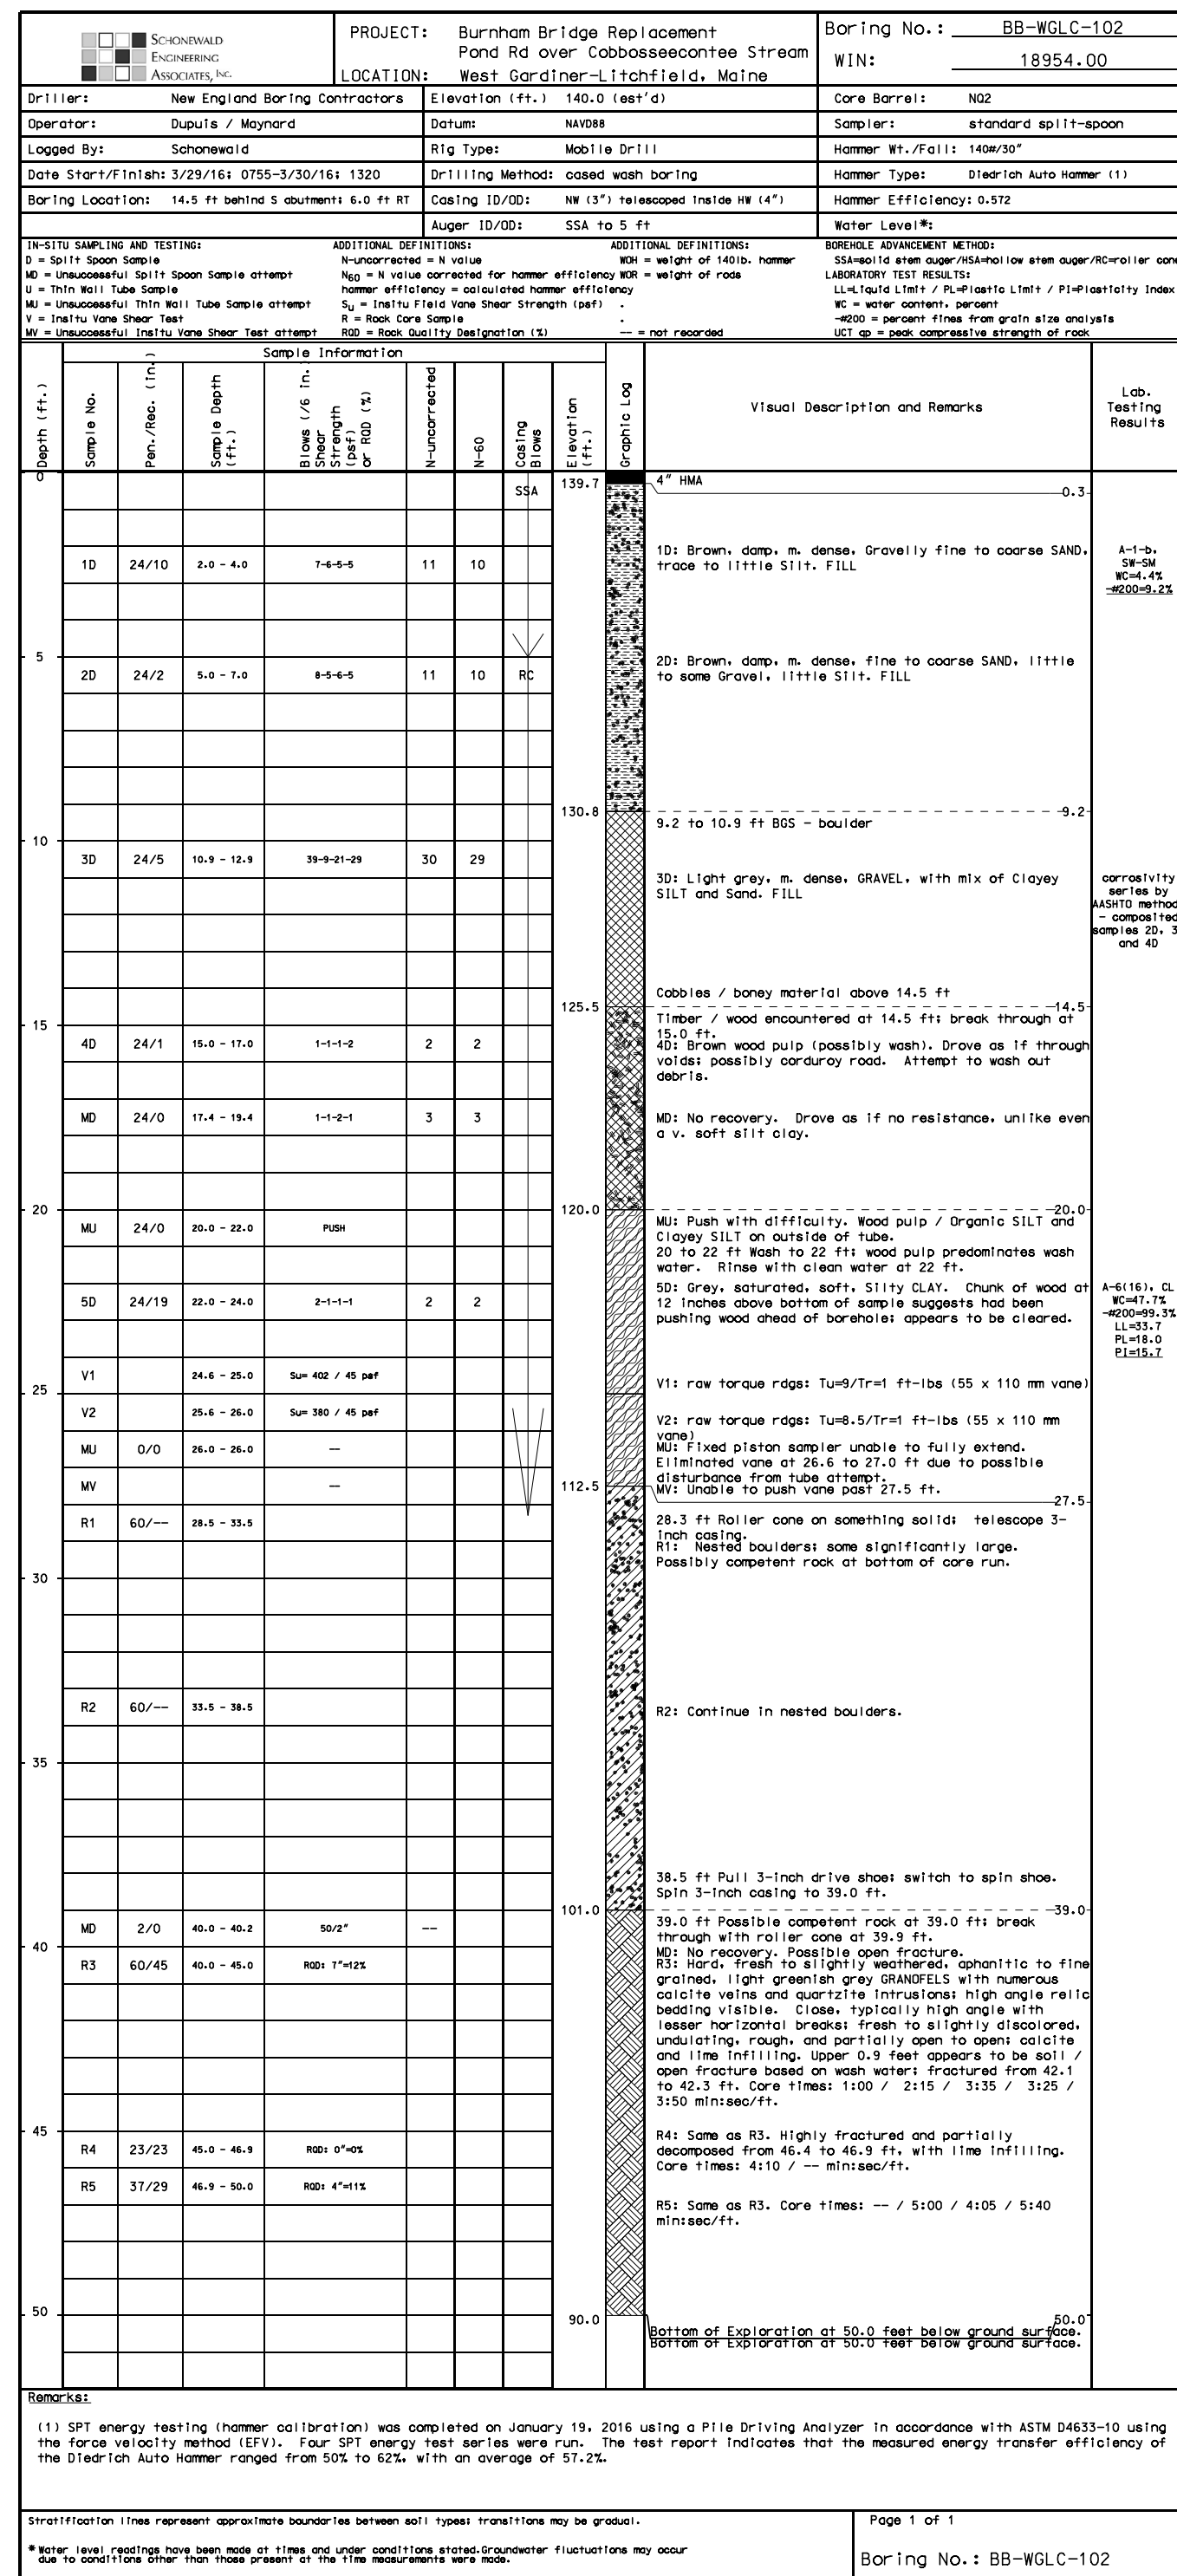 SCHONEWALD
ENGINEERING
ASSOCIATES, INC.
PROJECT: Burnham Bridge Replacement
Pond Rd over Cobbosseecontee Stream
LOCATION: West Gardiner-Litchfield, Maine
Boring No.: BB-WGLC-102
WIN: 18954.00
Driller: New England Boring Contractors Elevation (ft.) 140.0 (est'd) Core Barrel: NQ2
Operator: Dupuis / Maynard Datum: NAVD88 Sampler: standard split-spoon
Logged By: Schonewald Rig Type: Mobile Drill Hammer Wt./Fall: 140#/30"
Date Start/Finish: 3/29/16; 0755-3/30/16; 1320 Drilling Method: cased wash boring Hammer Type: Diedrich Auto Hammer (1)
Boring Location: 14.5 ft behind S abutment; 6.0 ft RT Casing ID/OD: NW (3") telescoped inside HW (4") Hammer Efficiency: 0.572
Auger ID/OD: SSA to 5 ft Water Level*:
IN-SITU SAMPLING AND TESTING: ADDITIONAL DEFINITIONS: ADDITIONAL DEFINITIONS: BOREHOLE ADVANCEMENT METHOD:
D = Split Spoon Sample N-uncorrected = N value WOH = weight of 140lb. hammer SSA=solid stem auger/HSA=hollow stem auger/RC=roller cone
MD = Unsuccessful Split Spoon Sample attempt N60 = N value corrected for hammer efficiency WOR = weight of rods LABORATORY TEST RESULTS:
U = Thin Wall Tube Sample hammer efficiency = calculated hammer efficiency LL=Liquid Limit / PL=Plastic Limit / PI=Plasticity Index
MU = Unsuccessful Thin Wall Tube Sample attempt Su = Insitu Field Vane Shear Strength (psf) . WC = water content, percent
V = Insitu Vane Shear Test R = Rock Core Sample . -#200 = percent fines from grain size analysis
MV = Unsuccessful Insitu Vane Shear Test attempt RQD = Rock Quality Designation (%) -- = not recorded UCT qp = peak compressive strength of rock
Sample Information
Depth (ft.)
Sample No.
Pen./Rec. (in.)
Sample Depth
(ft.)
Blows (/6 in.)
Shear
Strength
(psf)
or RQD (%)
N-uncorrected
N-60
Casing
Blows
Elevation
(ft.)
Graphic Log
Visual Description and Remarks
Lab.
Testing
Results
0
SSA 139.7 4" HMA
0.3
1D 24/10 2.0 - 4.0 7-6-5-5 11 10
1D: Brown, damp, m. dense, Gravelly fine to coarse SAND,
trace to little Silt. FILL
A-1-b,
SW-SM
WC=4.4%
-#200=9.2%
5
2D 24/2 5.0 - 7.0 8-5-6-5 11 10 RC
2D: Brown, damp, m. dense, fine to coarse SAND, little
to some Gravel, little Silt. FILL
130.8 9.2
9.2 to 10.9 ft BGS - boulder
10
3D 24/5 10.9 - 12.9 39-9-21-29 30 29
3D: Light grey, m. dense, GRAVEL, with mix of Clayey
SILT and Sand. FILL
corrosivity
series by
AASHTO method
- composited
samples 2D, 3
and 4D
Cobbles / boney material above 14.5 ft
125.5 14.5
Timber / wood encountered at 14.5 ft; break through at
15.0 ft.
15
4D 24/1 15.0 - 17.0 1-1-1-2 2 2
4D: Brown wood pulp (possibly wash). Drove as if through
voids; possibly corduroy road. Attempt to wash out
debris.
MD 24/0 17.4 - 19.4 1-1-2-1 3 3
MD: No recovery. Drove as if no resistance, unlike even
a v. soft silt clay.
20 120.0 20.0
MU 24/0 20.0 - 22.0 PUSH
MU: Push with difficulty. Wood pulp / Organic SILT and
Clayey SILT on outside of tube.
20 to 22 ft Wash to 22 ft; wood pulp predominates wash
water. Rinse with clean water at 22 ft.
5D 24/19 22.0 - 24.0 2-1-1-1 2 2
5D: Grey, saturated, soft, Silty CLAY. Chunk of wood at
12 inches above bottom of sample suggests had been
pushing wood ahead of borehole; appears to be cleared.
A-6(16), CL
WC=47.7%
-#200=99.3%
LL=33.7
PL=18.0
PI=15.7
V1 24.6 - 25.0 Su= 402 / 45 psf
V1: raw torque rdgs: Tu=9/Tr=1 ft-lbs (55 x 110 mm vane)
25
V2 25.6 - 26.0 Su= 380 / 45 psf
V2: raw torque rdgs: Tu=8.5/Tr=1 ft-lbs (55 x 110 mm
vane)
MU 0/0 26.0 - 26.0 --
MU: Fixed piston sampler unable to fully extend.
Eliminated vane at 26.6 to 27.0 ft due to possible
disturbance from tube attempt.
MV -- 112.5
MV: Unable to push vane past 27.5 ft.
27.5
R1 60/-- 28.5 - 33.5
28.3 ft Roller cone on something solid; telescope 3-
inch casing.
R1: Nested boulders; some significantly large.
Possibly competent rock at bottom of core run.
30
R2 60/-- 33.5 - 38.5
R2: Continue in nested boulders.
35
38.5 ft Pull 3-inch drive shoe; switch to spin shoe.
Spin 3-inch casing to 39.0 ft.
101.0 39.0
MD 2/0 40.0 - 40.2 50/2" --
39.0 ft Possible competent rock at 39.0 ft; break
through with roller cone at 39.9 ft.
MD: No recovery. Possible open fracture.
40
R3 60/45 40.0 - 45.0 RQD: 7"=12%
R3: Hard, fresh to slightly weathered, aphanitic to fine
grained, light greenish grey GRANOFELS with numerous
calcite veins and quartzite intrusions; high angle relic
bedding visible. Close, typically high angle with
lesser horizontal breaks; fresh to slightly discolored,
undulating, rough, and partially open to open; calcite
and lime infilling. Upper 0.9 feet appears to be soil /
open fracture based on wash water; fractured from 42.1
to 42.3 ft. Core times: 1:00 / 2:15 / 3:35 / 3:25 /
3:50 min:sec/ft.
45
R4 23/23 45.0 - 46.9 RQD: 0"=0%
R4: Same as R3. Highly fractured and partially
decomposed from 46.4 to 46.9 ft, with lime infilling.
Core times: 4:10 / -- min:sec/ft.
R5 37/29 46.9 - 50.0 RQD: 4"=11%
R5: Same as R3. Core times: -- / 5:00 / 4:05 / 5:40
min:sec/ft.
50 90.0 50.0
Bottom of Exploration at 50.0 feet below ground surface.
Bottom of Exploration at 50.0 feet below ground surface.
Remarks:
(1) SPT energy testing (hammer calibration) was completed on January 19, 2016 using a Pile Driving Analyzer in accordance with ASTM D4633-10 using
the force velocity method (EFV). Four SPT energy test series were run. The test report indicates that the measured energy transfer efficiency of
the Diedrich Auto Hammer ranged from 50% to 62%, with an average of 57.2%.
Stratification lines represent approximate boundaries between soil types; transitions may be gradual.
* Water level readings have been made at times and under conditions stated. Groundwater fluctuations may occur
due to conditions other than those present at the time measurements were made.
Page 1 of 1
Boring No.: BB-WGLC-102